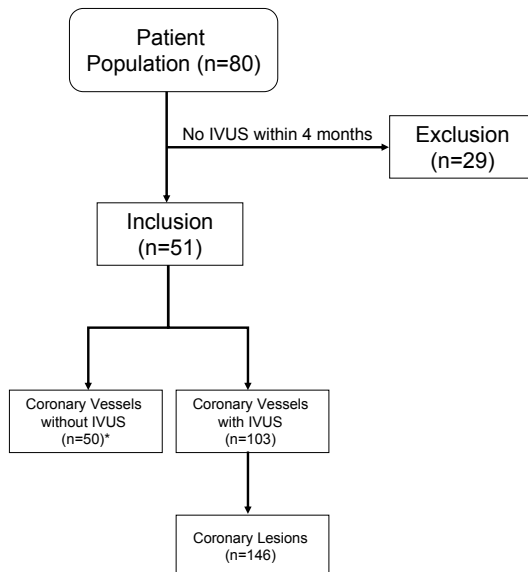 Patient
Population (n=80)
No IVUS within 4 months
Exclusion
(n=29)
Inclusion
(n=51)
Coronary Vessels
without IVUS
(n=50)*
Coronary Vessels
with IVUS
(n=103)
Coronary Lesions
(n=146)